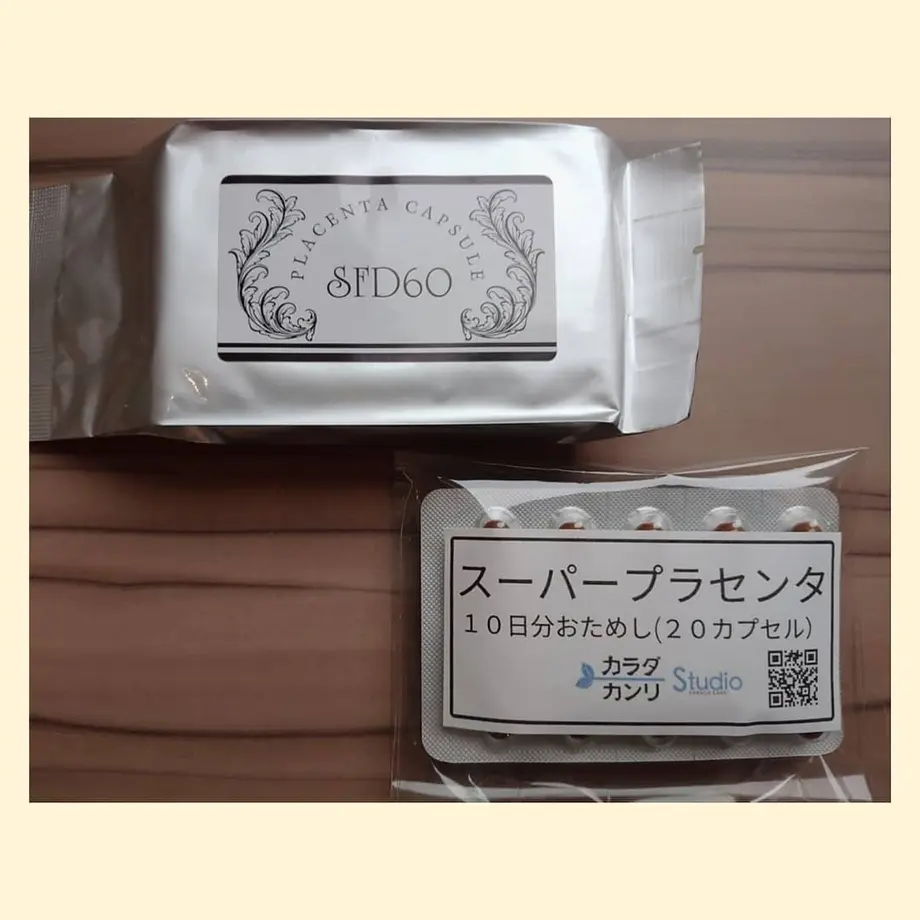 PLACENTA CAPSULE
SFD60
スーパープラセンタ
１０日分おためし(２０カプセル)
カラダ
カンリ
Studio